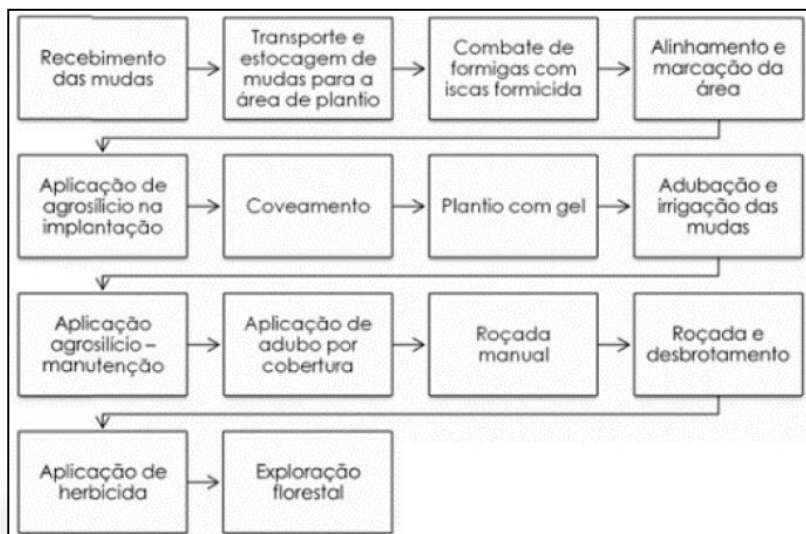 Recebimento
das mudas
Transporte e
estocagem de
mudas para a
área de plantio
Combate de
formigas com
iscas formicida
Alinhamento e
marcação da
área
Aplicação de
agrosilício na
implantação
Coveamento
Plantio com gel
Adubação e
irrigação das
mudas
Aplicação
agrosilício –
manutenção
Aplicação de
adubo por
cobertura
Roçada
manual
Roçada e
desbrotamento
Aplicação de
herbicida
Exploração
florestal